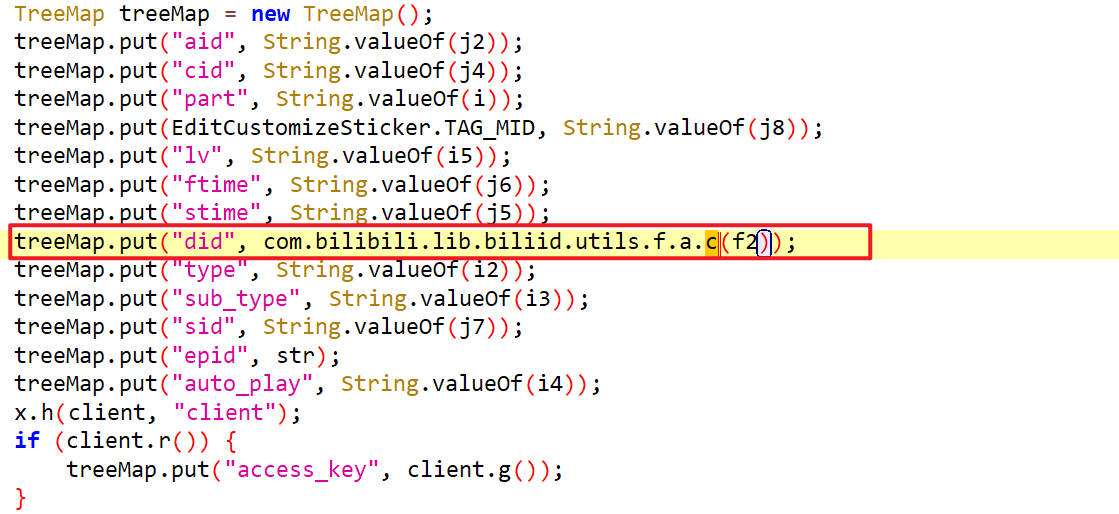 TreeMap treeMap = new TreeMap();
treeMap.put("aid", String.valueOf(j2));
treeMap.put("cid", String.valueOf(j4));
treeMap.put("part", String.valueOf(i));
treeMap.put(EditCustomizeSticker.TAG_MID, String.valueOf(j8));
treeMap.put("lv", String.valueOf(i5));
treeMap.put("ftime", String.valueOf(j6));
treeMap.put("stime", String.valueOf(j5));
treeMap.put("did", com.bilibili.lib.biliid.utils.f.a.c(f2));
treeMap.put("type", String.valueOf(i2));
treeMap.put("sub_type", String.valueOf(i3));
treeMap.put("sid", String.valueOf(j7));
treeMap.put("epid", str);
treeMap.put("auto_play", String.valueOf(i4));
x.h(client, "client");
if (client.r()) {
    treeMap.put("access_key", client.g());
}